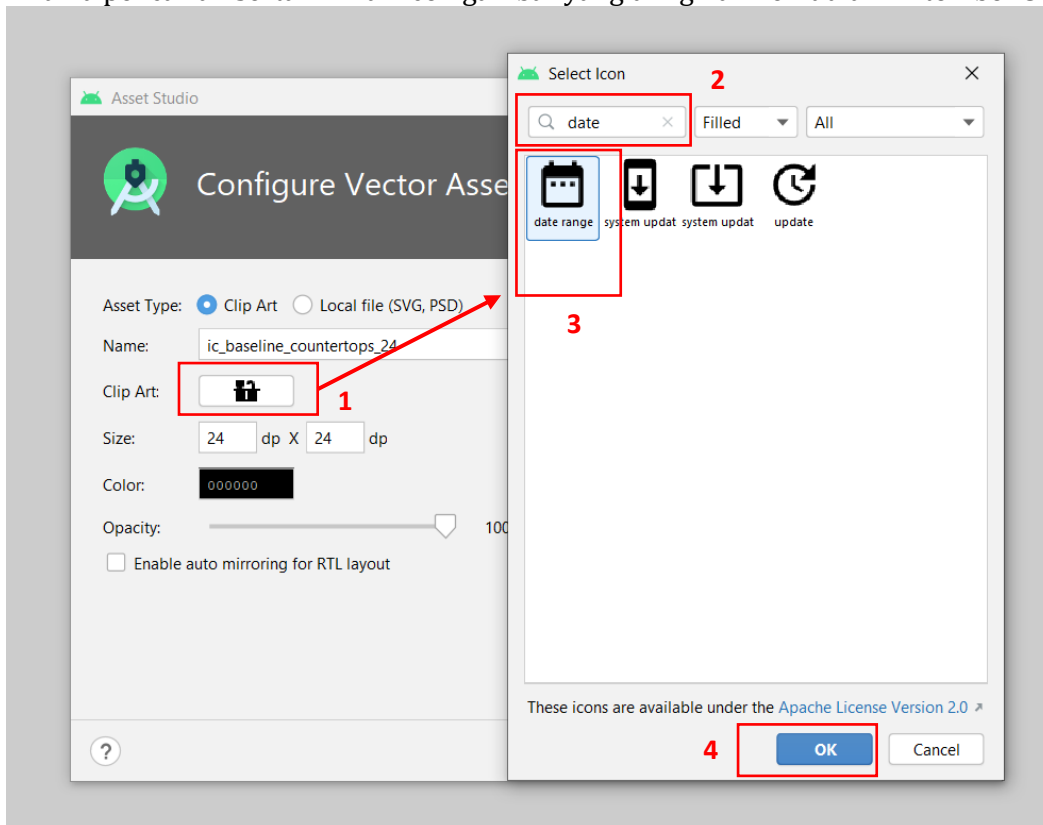 Asset Studio
Configure Vector Asse
Asset Type:
Clip Art
Local file (SVG, PSD)
Name:
ic_baseline_countertops_24
Clip Art:
1
Size:
24 dp X 24 dp
Color:
000000
Opacity:
100
Enable auto mirroring for RTL layout
?
Select Icon
2
date
Filled
All
date range
system updat
system updat
update
3
These icons are available under the Apache License Version 2.0
4
OK
Cancel